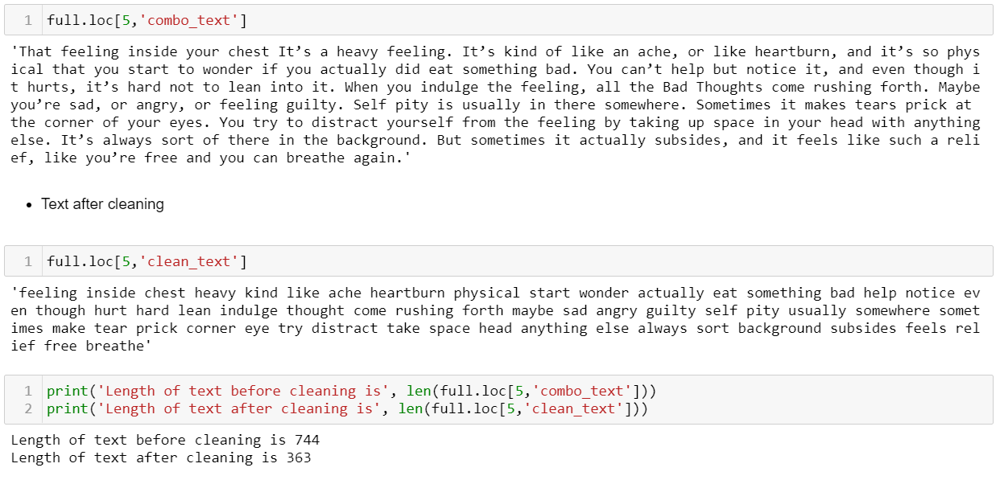 1 full.loc[5,'combo_text']
'That feeling inside your chest It’s a heavy feeling. It’s kind of like an ache, or like heartburn, and it’s so phys
ical that you start to wonder if you actually did eat something bad. You can’t help but notice it, and even though i
t hurts, it’s hard not to lean into it. When you indulge the feeling, all the Bad Thoughts come rushing forth. Maybe
you’re sad, or angry, or feeling guilty. Self pity is usually in there somewhere. Sometimes it makes tears prick at
the corner of your eyes. You try to distract yourself from the feeling by taking up space in your head with anything
else. It’s always sort of there in the background. But sometimes it actually subsides, and it feels like such a reli
ef, like you’re free and you can breathe again.'
• Text after cleaning
1 full.loc[5,'clean_text']
'feeling inside chest heavy kind like ache heartburn physical start wonder actually eat something bad help notice ev
en though hurt hard lean indulge thought come rushing forth maybe sad angry guilty self pity usually somewhere somet
imes make tear prick corner eye try distract take space head anything else always sort background subsides feels rel
ief free breathe'
1 print('Length of text before cleaning is', len(full.loc[5,'combo_text']))
2 print('Length of text after cleaning is', len(full.loc[5,'clean_text']))
Length of text before cleaning is 744
Length of text after cleaning is 363